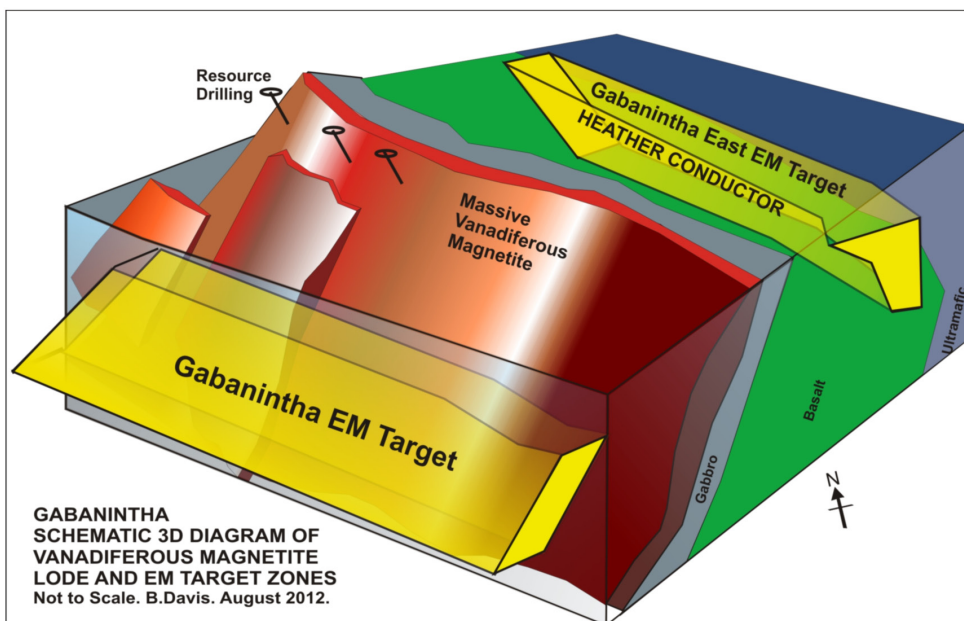 Resource
Drilling
Gabanintha East EM Target
HEATHER CONDUCTOR
Massive
Vanadiferous
Magnetite
Ultramafic
Basalt
Gabanintha EM Target
Gabbro
N
GABANINTHA
SCHEMATIC 3D DIAGRAM OF
VANADIFEROUS MAGNETITE
LODE AND EM TARGET ZONES
Not to Scale. B.Davis. August 2012.